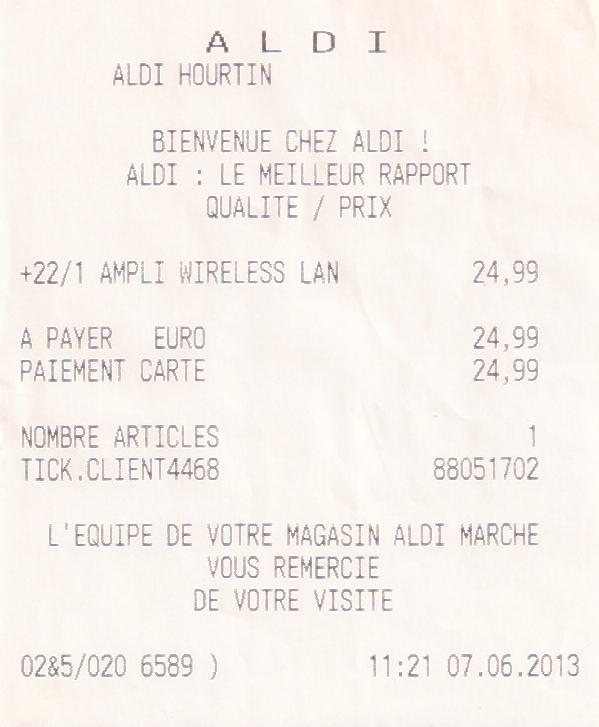 A L D I
ALDI HOURTIN
BIENVENUE CHEZ ALDI !
ALDI : LE MEILLEUR RAPPORT
QUALITE / PRIX
+22/1 AMPLI WIRELESS LAN 24,99
A PAYER EURO 24,99
PAIEMENT CARTE 24,99
NOMBRE ARTICLES 1
TICK.CLIENT4468 88051702
L'EQUIPE DE VOTRE MAGASIN ALDI MARCHE
VOUS REMERCIE
DE VOTRE VISITE
02&5/020 6589 ) 11:21 07.06.2013